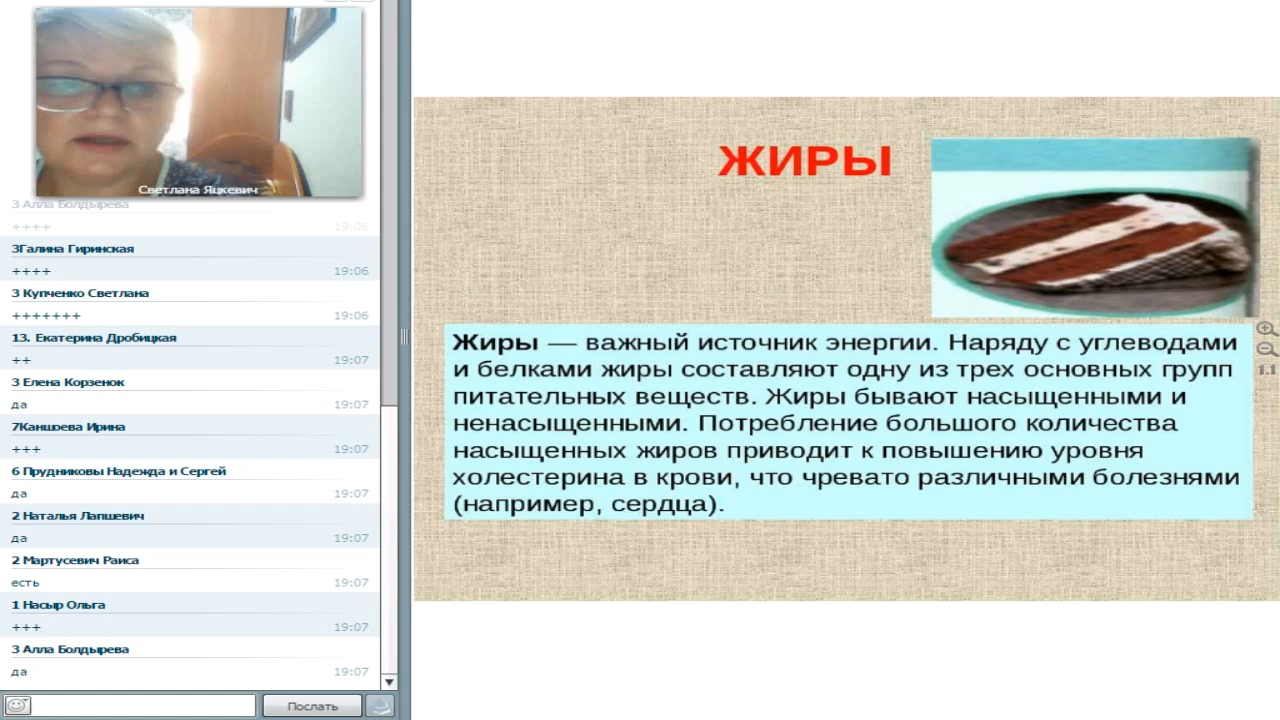 Светлана Яцкевич
3 Алла Болдырева
++++ 19:06
3Галина Гиринская
++++ 19:06
3 Купченко Светлана
+++++++ 19:06
13. Екатерина Дробицкая
++ 19:07
3 Елена Корзенок
да 19:07
7Каншоева Ирина
+++ 19:07
6 Прудниковы Надежда и Сергей
да 19:07
2 Наталья Лапшевич
да 19:07
2 Мартусевич Раиса
есть 19:07
1 Насыр Ольга
+++ 19:07
3 Алла Болдырева
да 19:07
Послать
ЖИРЫ
Жиры — важный источник энергии. Наряду с углеводами
и белками жиры составляют одну из трех основных групп
питательных веществ. Жиры бывают насыщенными и
ненасыщенными. Потребление большого количества
насыщенных жиров приводит к повышению уровня
холестерина в крови, что чревато различными болезнями
(например, сердца).
1:1